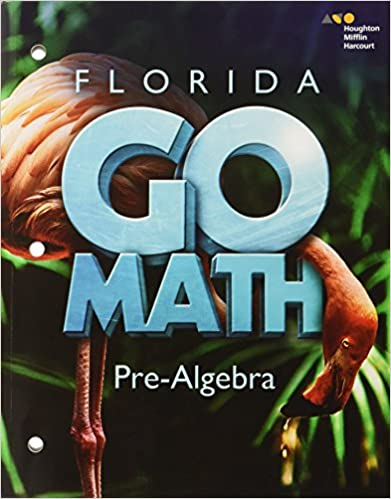 Houghton
Mifflin
Harcourt
FLORIDA
GO
MATH
Pre-Algebra